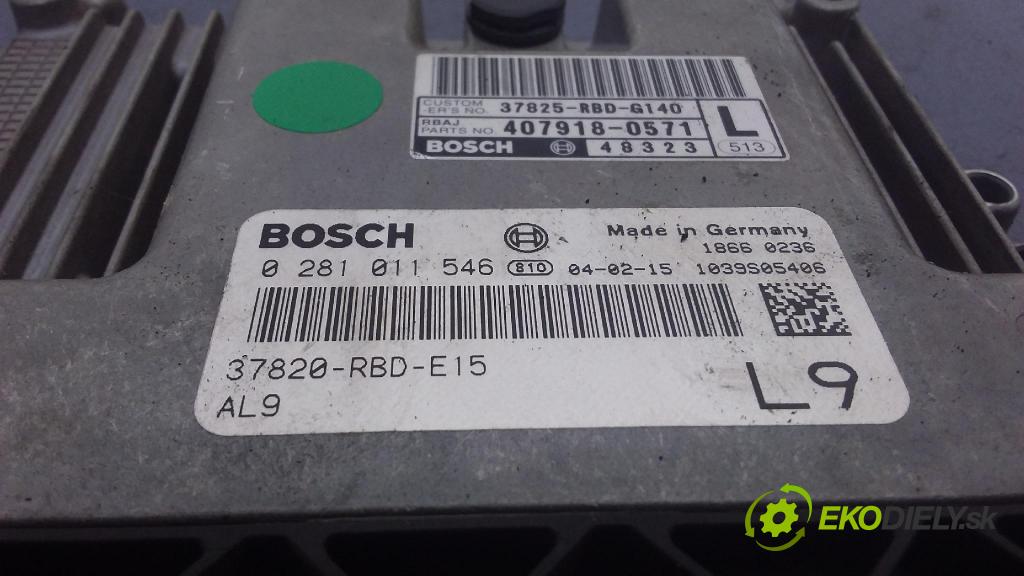 CUSTOM -ER'S NO. 37825-RBD-G140
RBAJ PARTS NO 407918-0571 L
BOSCH 48323 513
BOSCH Made in Germany
1866 0236
0 281 011 546 810 04-02-15 1039S05406
37820-RBD-E15
AL9 L9
EKODIELY.sk